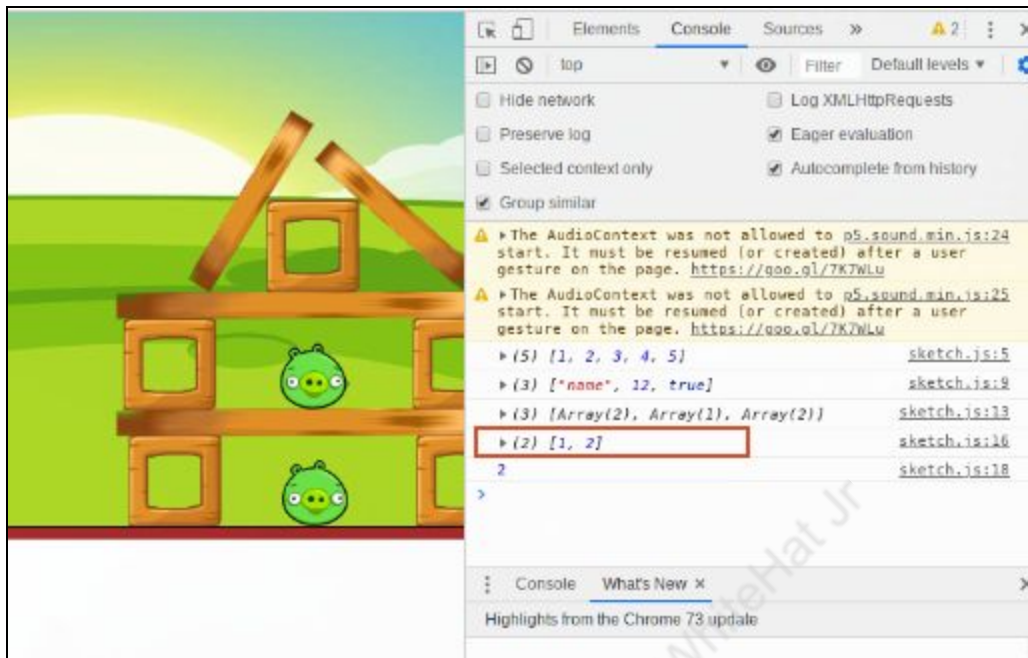 Elements Console Sources » 2
top Filter Default levels ▼
Hide network
Log XMLHttpRequests
Preserve log
Eager evaluation
Selected context only
Autocomplete from history
Group similar
▸The AudioContext was not allowed to p5.sound.min.js:24
start. It must be resumed (or created) after a user
gesture on the page. https://goo.gl/7K7WLu
▸The AudioContext was not allowed to p5.sound.min.js:25
start. It must be resumed (or created) after a user
gesture on the page. https://goo.gl/7K7WLu
▸(5) [1, 2, 3, 4, 5] sketch.js:5
▸(3) ["name", 12, true] sketch.js:9
▸(3) [Array(2), Array(1), Array(2)] sketch.js:13
▸(2) [1, 2] sketch.js:16
2 sketch.js:18
>
Console What's New ×
Highlights from the Chrome 73 update
WhiteHat Jr